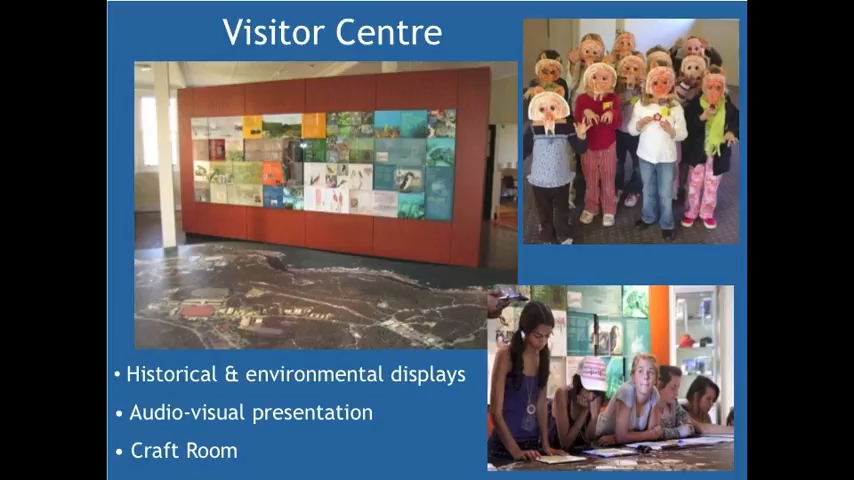 Visitor Centre
• Historical & environmental displays
• Audio-visual presentation
• Craft Room